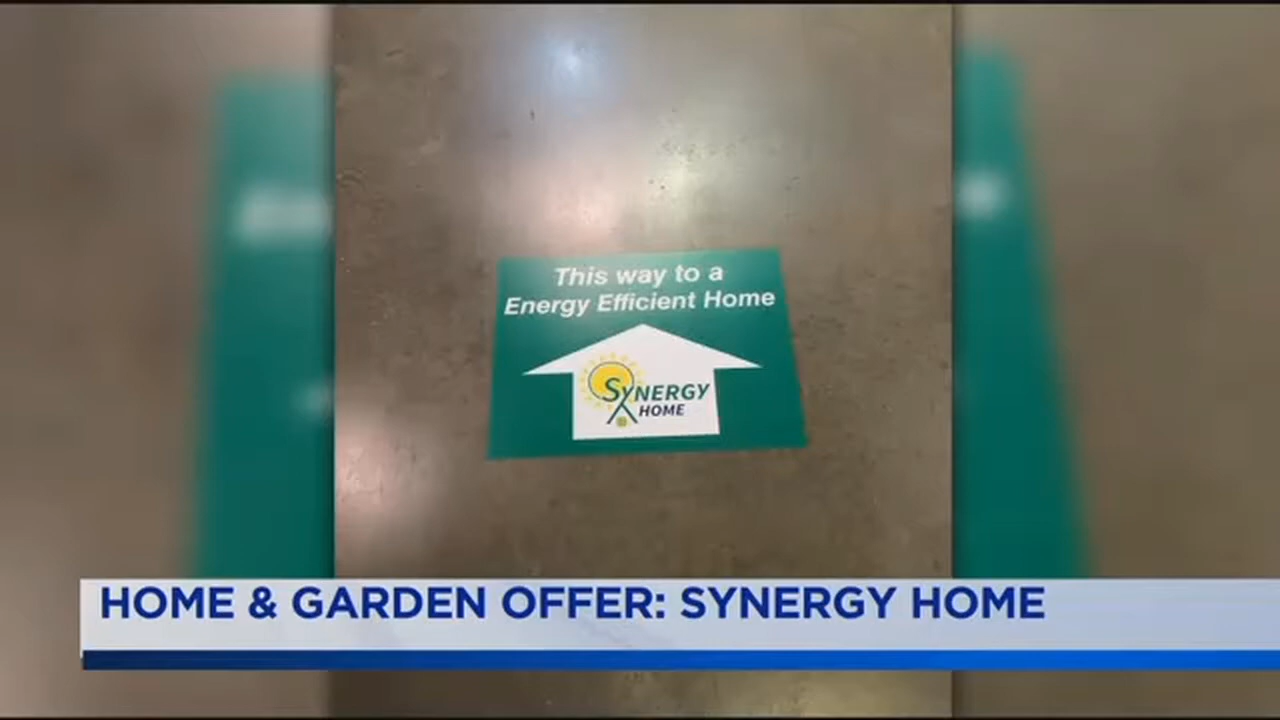 This way to a
Energy Efficient Home
SYNERGY
HOME
HOME & GARDEN OFFER: SYNERGY HOME